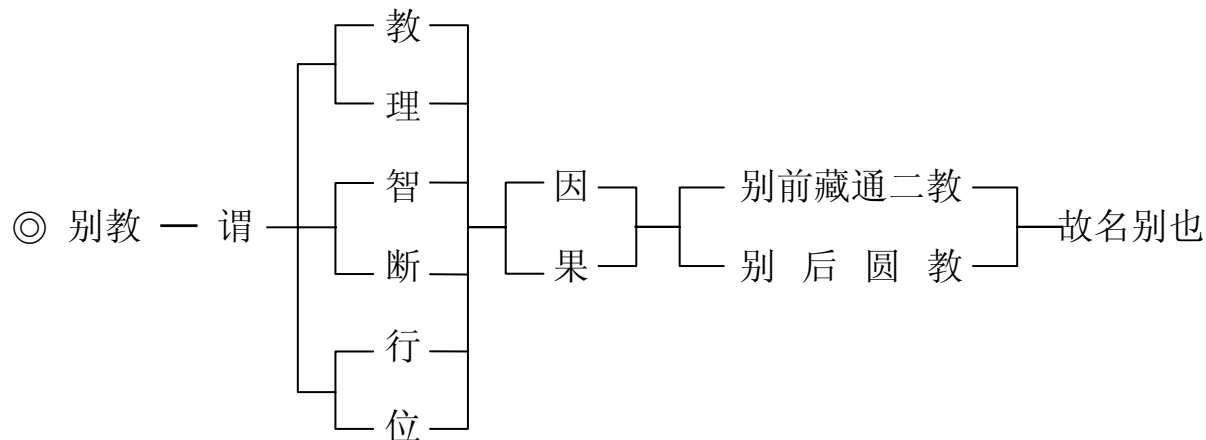 ◎ 别教 — 谓
教
理
智
断
行
位
因
果
别前藏通二教
别后圆教
故名别也